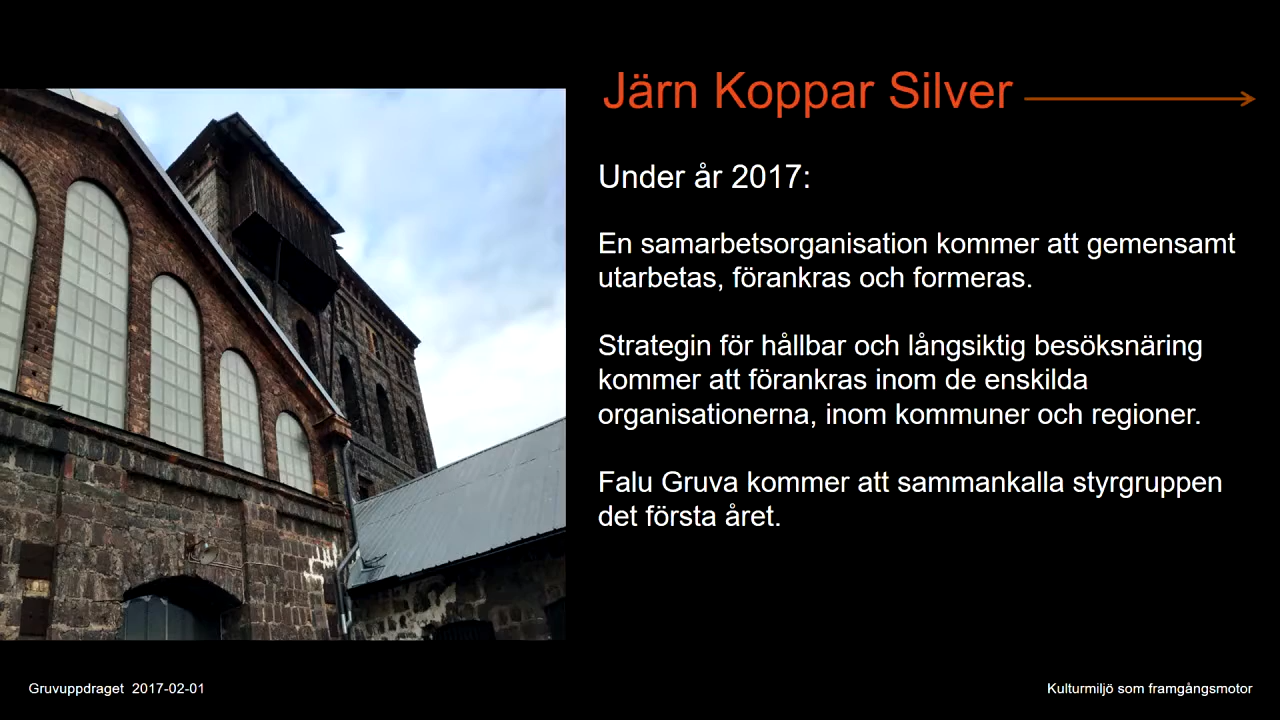 Järn Koppar Silver
Under år 2017:
En samarbetsorganisation kommer att gemensamt
utarbetas, förankras och formeras.
Strategin för hållbar och långsiktig besöksnäring
kommer att förankras inom de enskilda
organisationerna, inom kommuner och regioner.
Falu Gruva kommer att sammankalla styrgruppen
det första året.
Gruvuppdraget 2017-02-01
Kulturmiljö som framgångsmotor